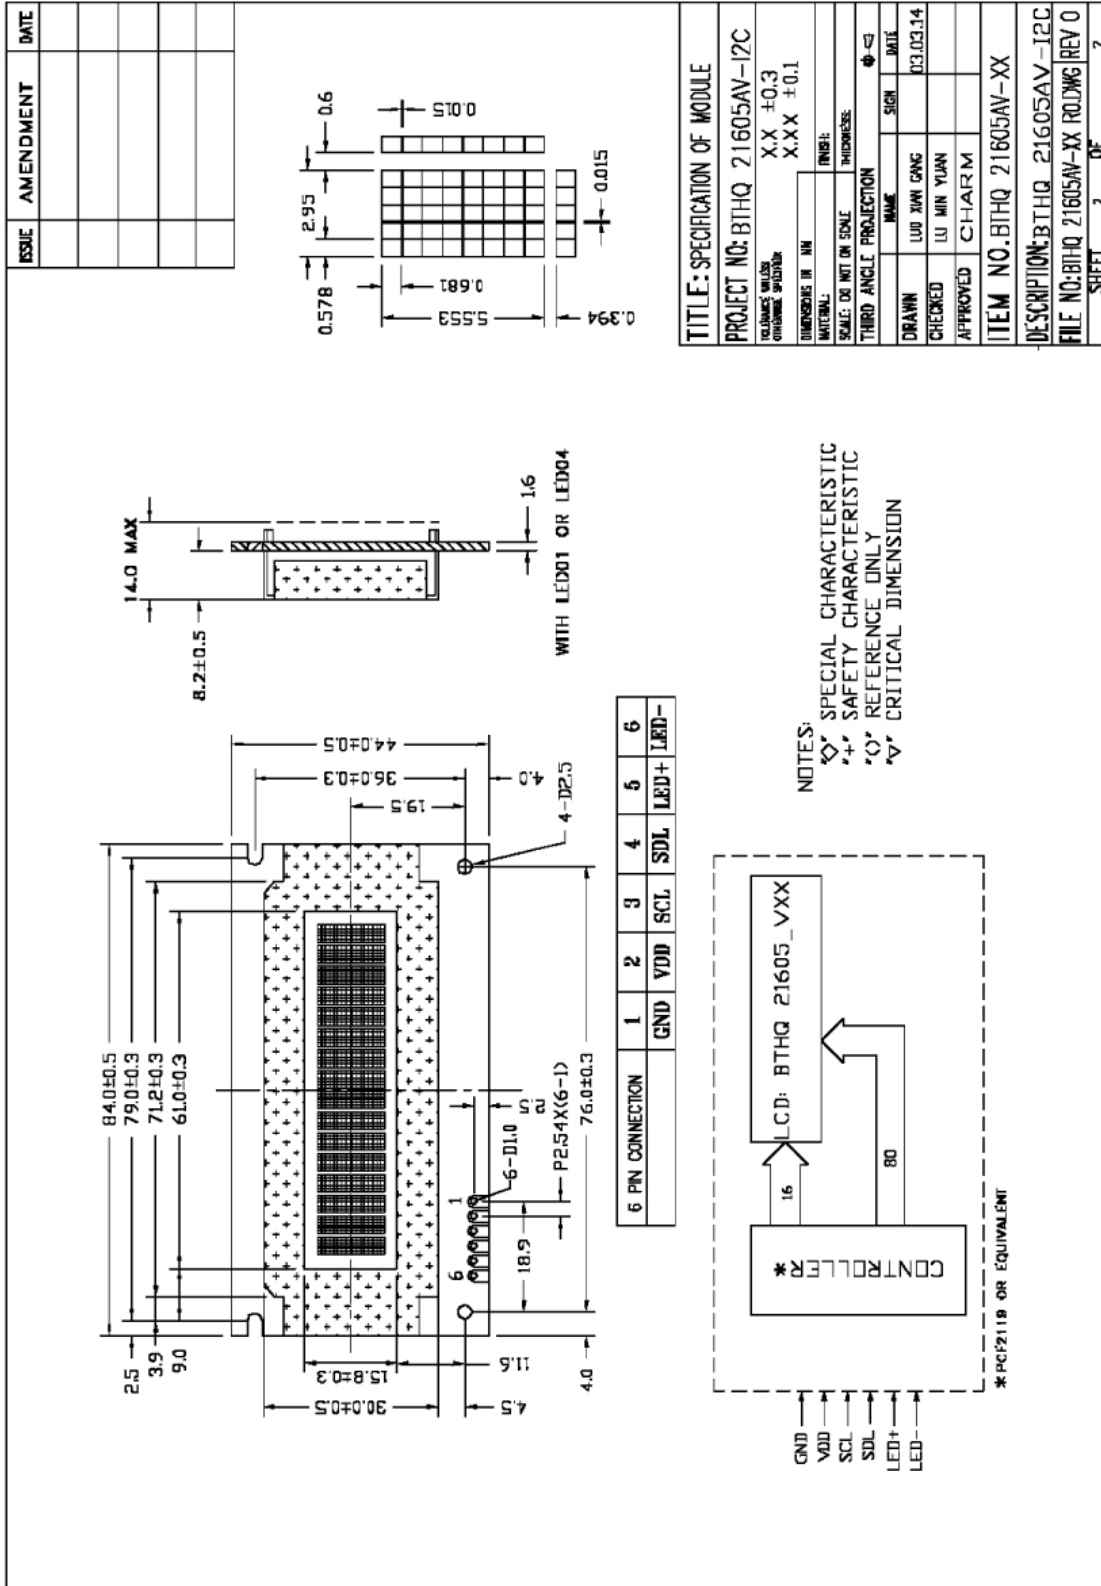 ISSUE AMENDMENT DATE
0.578
2.95
0.6
0.015
0.681
5.553
0.394
0.015
14.0 MAX
8.2±0.5
1.6
WITH LED01 OR LED04
84.0±0.5
79.0±0.3
71.2±0.3
61.0±0.3
2.5
3.9
9.0
44.0±0.5
36.0±0.3
19.5
4.0
4-D2.5
30.0±0.5
15.8±0.3
11.6
4.5
6
1
6-D1.0
18.9
P2.54X(6-1)
4.0
76.0±0.3
6 PIN CONNECTION 1 2 3 4 5 6
GND VDD SCL SDL LED+ LED-
GND
VDD
SCL
SDL
LED+
LED-
CONTROLLER*
16
80
LCD: BTHQ 21605_VXX
*PCF2119 OR EQUIVALENT
NOTES:
"◇" SPECIAL CHARACTERISTIC
"+" SAFETY CHARACTERISTIC
"()" REFERENCE ONLY
"▽" CRITICAL DIMENSION
TITLE: SPECIFICATION OF MODULE
PROJECT NO: BTHQ 21605AV-I2C
TOLERANCE UNLESS
OTHERWISE SPECIFIED:
X.X ±0.3
X.XX ±0.1
DIMENSIONS IN MM
MATERIAL: FINISH:
SCALE: DO NOT ON SCALE THICKNESS:
THIRD ANGLE PROJECTION
NAME SIGN DATE
DRAWN LUO XIAN GANG 03.03.14
CHECKED LU MIN YUAN
APPROVED CHARM
ITEM NO. BTHQ 21605AV-XX
DESCRIPTION: BTHQ 21605AV-I2C
FILE NO: BTHQ 21605AV-XX R0.DWG REV 0
SHEET 2 OF